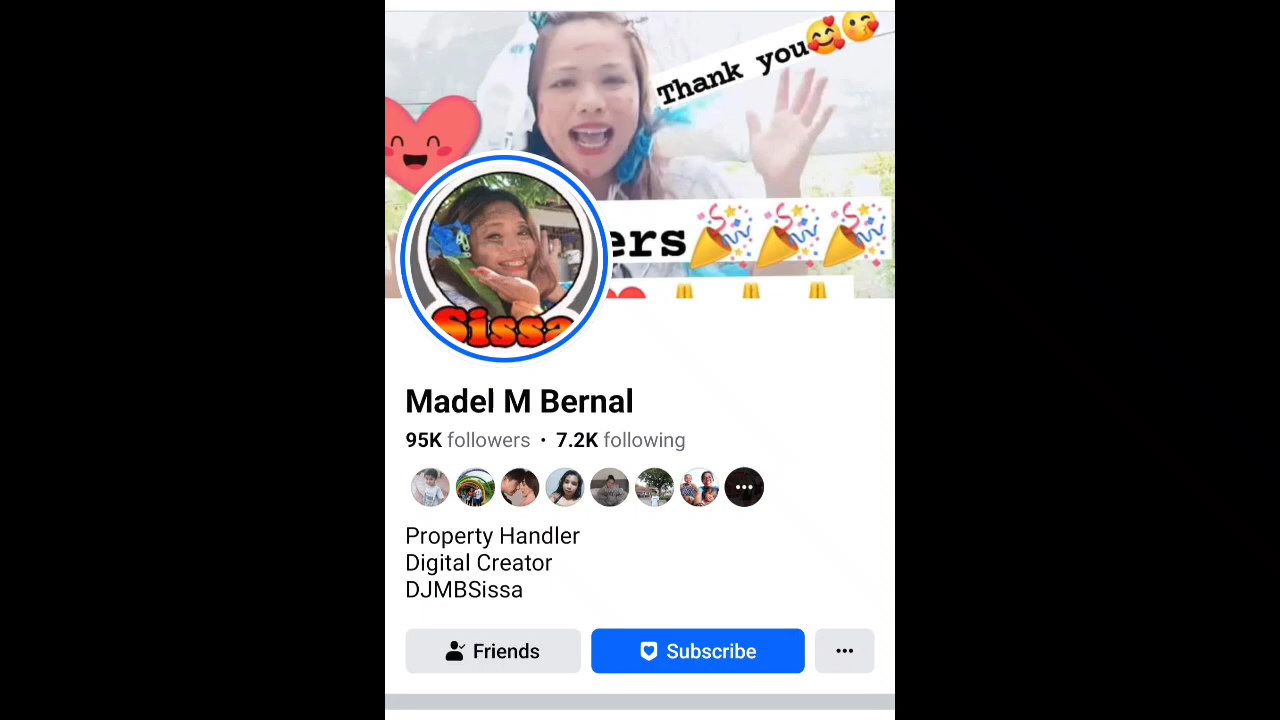 Thank you
ers
Sissa
Madel M Bernal
95K followers • 7.2K following
Property Handler
Digital Creator
DJMBSissa
Friends
Subscribe